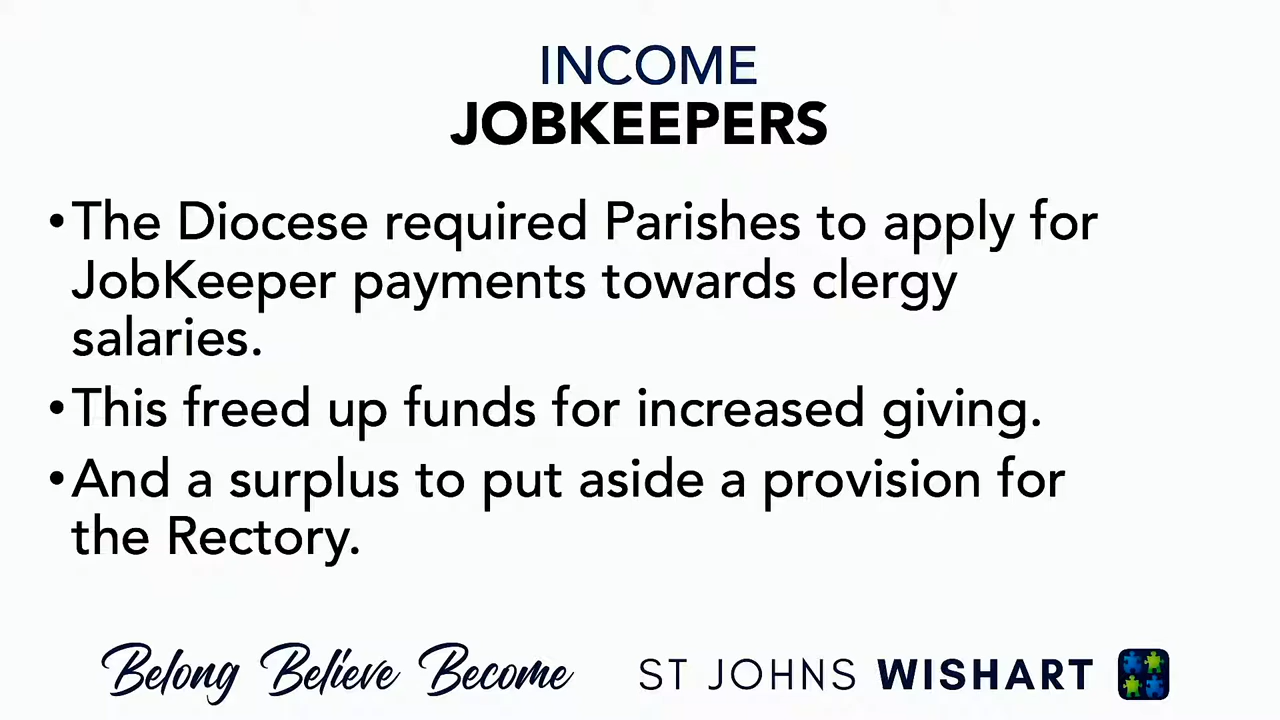 INCOME
JOBKEEPERS
•The Diocese required Parishes to apply for
JobKeeper payments towards clergy
salaries.
•This freed up funds for increased giving.
•And a surplus to put aside a provision for
the Rectory.
Belong Believe Become
ST JOHNS WISHART